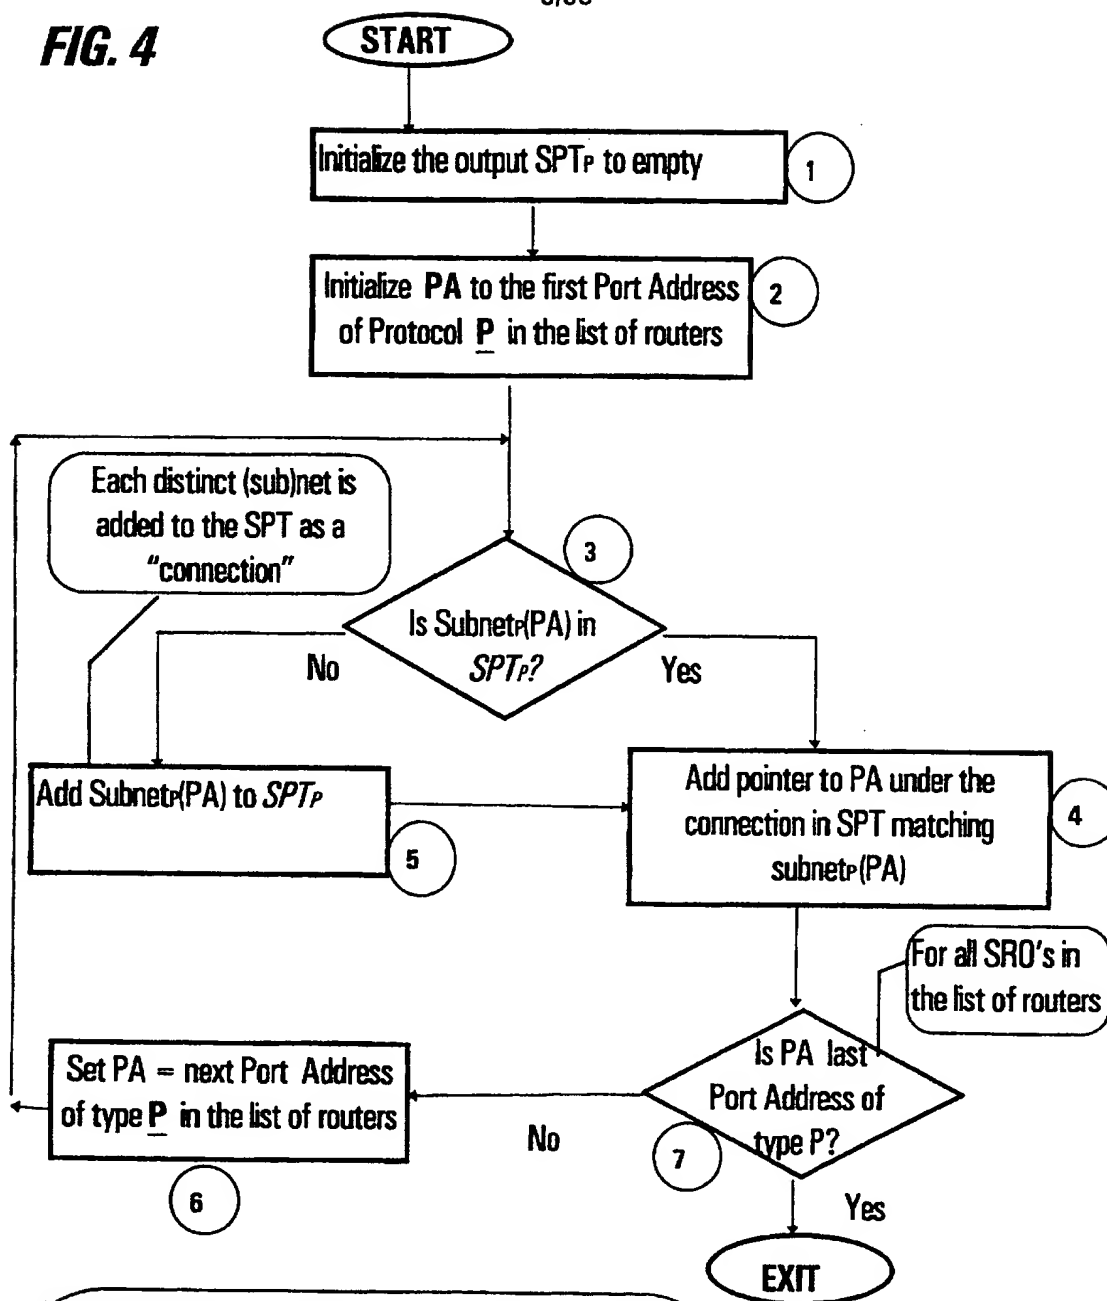 FIG. 4
START
Initialize the output SPTP to empty
1
Initialize PA to the first Port Address
of Protocol P in the list of routers
2
Each distinct (sub)net is
added to the SPT as a
"connection"
3
Is SubnetP(PA) in
SPTP?
No
Yes
Add SubnetP(PA) to SPTP
5
Add pointer to PA under the
connection in SPT matching
subnetP(PA)
4
For all SRO's in
the list of routers
Is PA last
Port Address of
type P?
7
No
Set PA = next Port Address
of type P in the list of routers
6
Yes
EXIT